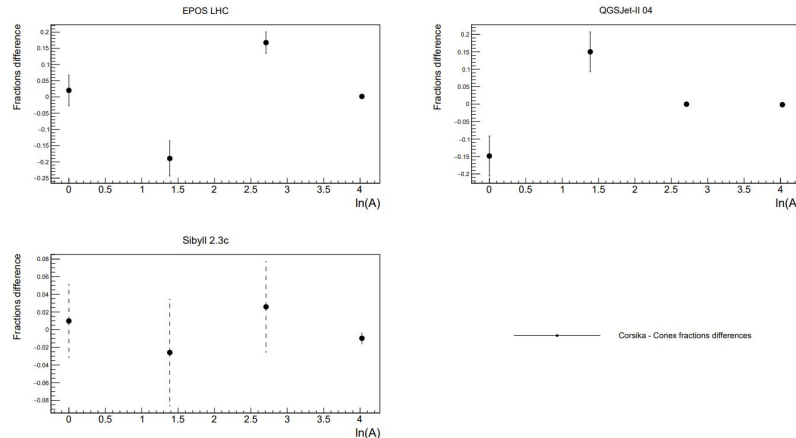 EPOS LHC
Fractions difference
0.2
0.15
0.1
0.05
0
−0.05
−0.1
−0.15
−0.2
−0.25
0 0.5 1 1.5 2 2.5 3 3.5 4
ln(A)
QGSJet-II 04
Fractions difference
0.2
0.15
0.1
0.05
0
−0.05
−0.1
−0.15
−0.2
0 0.5 1 1.5 2 2.5 3 3.5 4
ln(A)
Sibyll 2.3c
Fractions difference
0.08
0.06
0.04
0.02
0
−0.02
−0.04
−0.06
−0.08
0 0.5 1 1.5 2 2.5 3 3.5 4
ln(A)
Corsika - Conex fractions differences